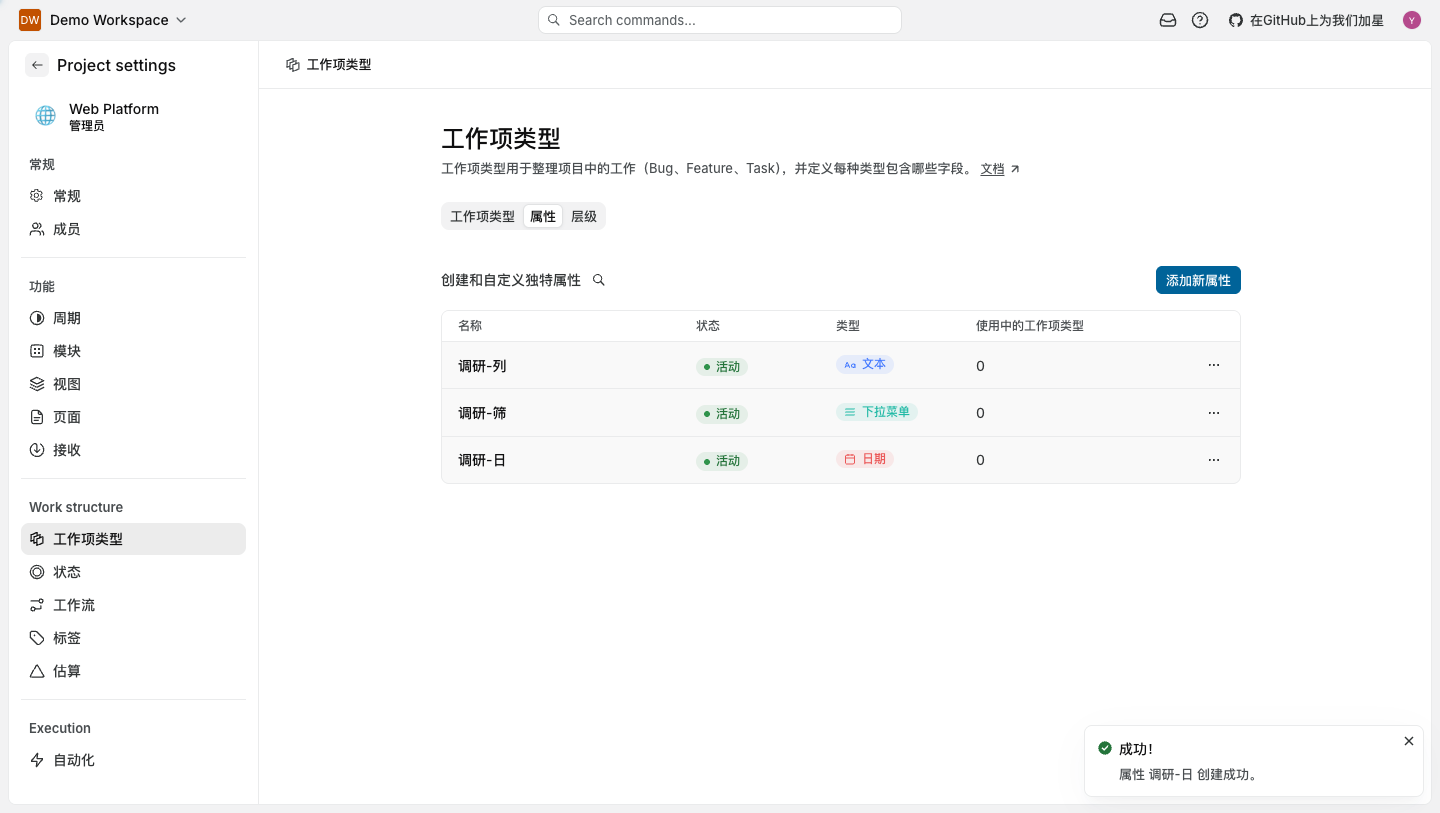 DW Demo Workspace
Search commands...
在GitHub上为我们加星
Y
Project settings
Web Platform
管理员
常规
常规
成员
功能
周期
模块
视图
页面
接收
Work structure
工作项类型
状态
工作流
标签
估算
Execution
自动化
工作项类型
工作项类型
工作项类型用于整理项目中的工作（Bug、Feature、Task），并定义每种类型包含哪些字段。 文档
工作项类型 属性 层级
创建和自定义独特属性
添加新属性
名称 状态 类型 使用中的工作项类型
调研-列 活动 Aa 文本 0
调研-筛 活动 下拉菜单 0
调研-日 活动 日期 0
成功！
属性 调研-日 创建成功。